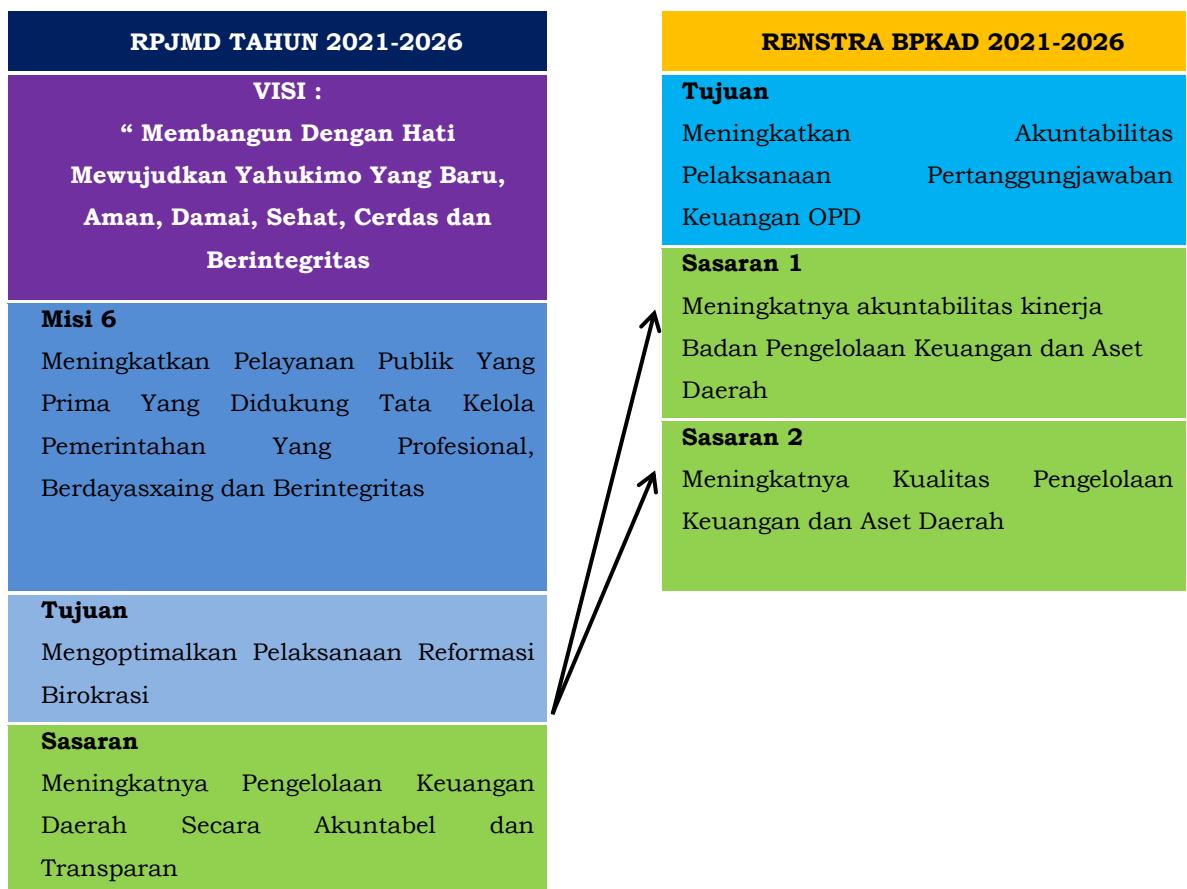 RPJMD TAHUN 2021-2026
VISI :
“ Membangun Dengan Hati
Mewujudkan Yahukimo Yang Baru,
Aman, Damai, Sehat, Cerdas dan
Berintegritas
Misi 6
Meningkatkan Pelayanan Publik Yang
Prima Yang Didukung Tata Kelola
Pemerintahan Yang Profesional,
Berdayasxaing dan Berintegritas
Tujuan
Mengoptimalkan Pelaksanaan Reformasi
Birokrasi
Sasaran
Meningkatnya Pengelolaan Keuangan
Daerah Secara Akuntabel dan
Transparan
RENSTRA BPKAD 2021-2026
Tujuan
Meningkatkan Akuntabilitas
Pelaksanaan Pertanggungjawaban
Keuangan OPD
Sasaran 1
Meningkatnya akuntabilitas kinerja
Badan Pengelolaan Keuangan dan Aset
Daerah
Sasaran 2
Meningkatnya Kualitas Pengelolaan
Keuangan dan Aset Daerah